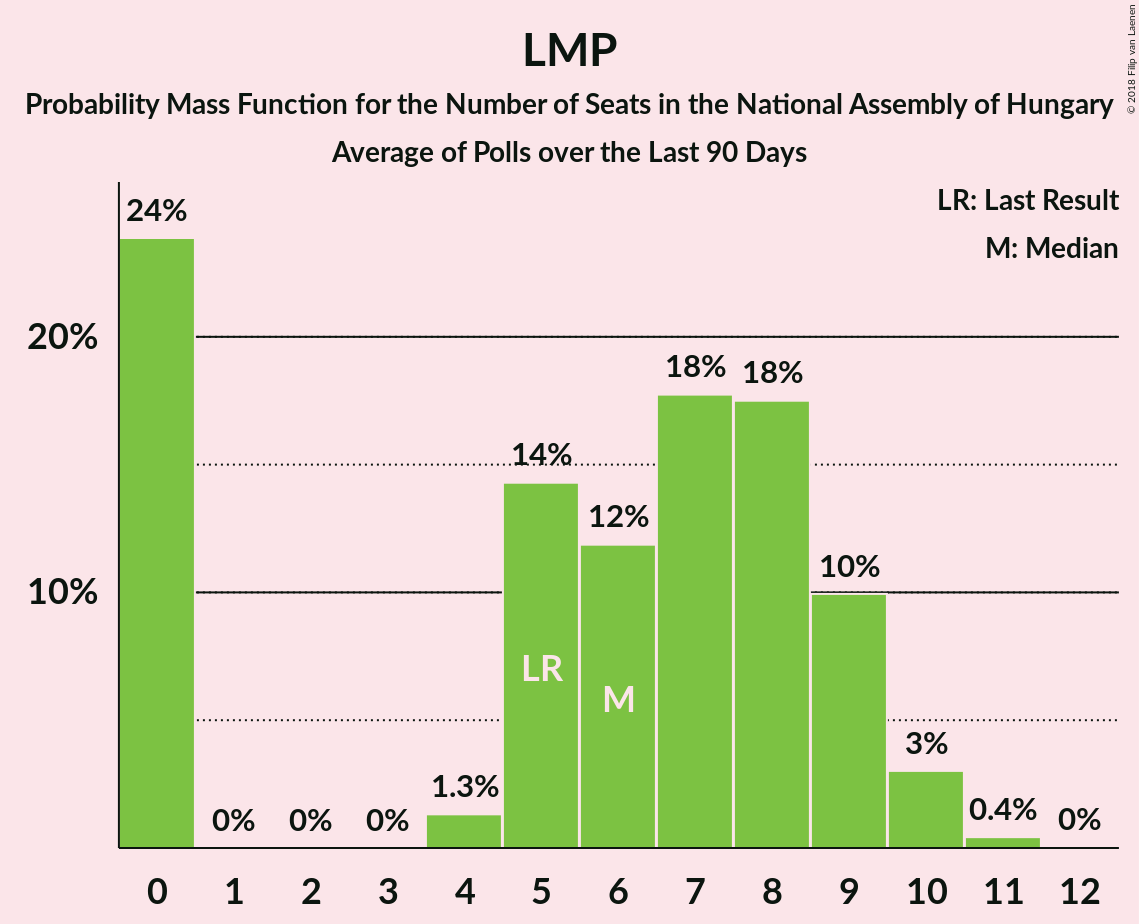 LMP
Probability Mass Function for the Number of Seats in the National Assembly of Hungary
Average of Polls over the Last 90 Days
© 2018 Filip van Laenen
LR: Last Result
M: Median
24%
20%
18%
18%
14%
12%
10%
10%
LR
M
3%
1.3%
0%
0%
0%
0.4%
0%
0 1 2 3 4 5 6 7 8 9 10 11 12